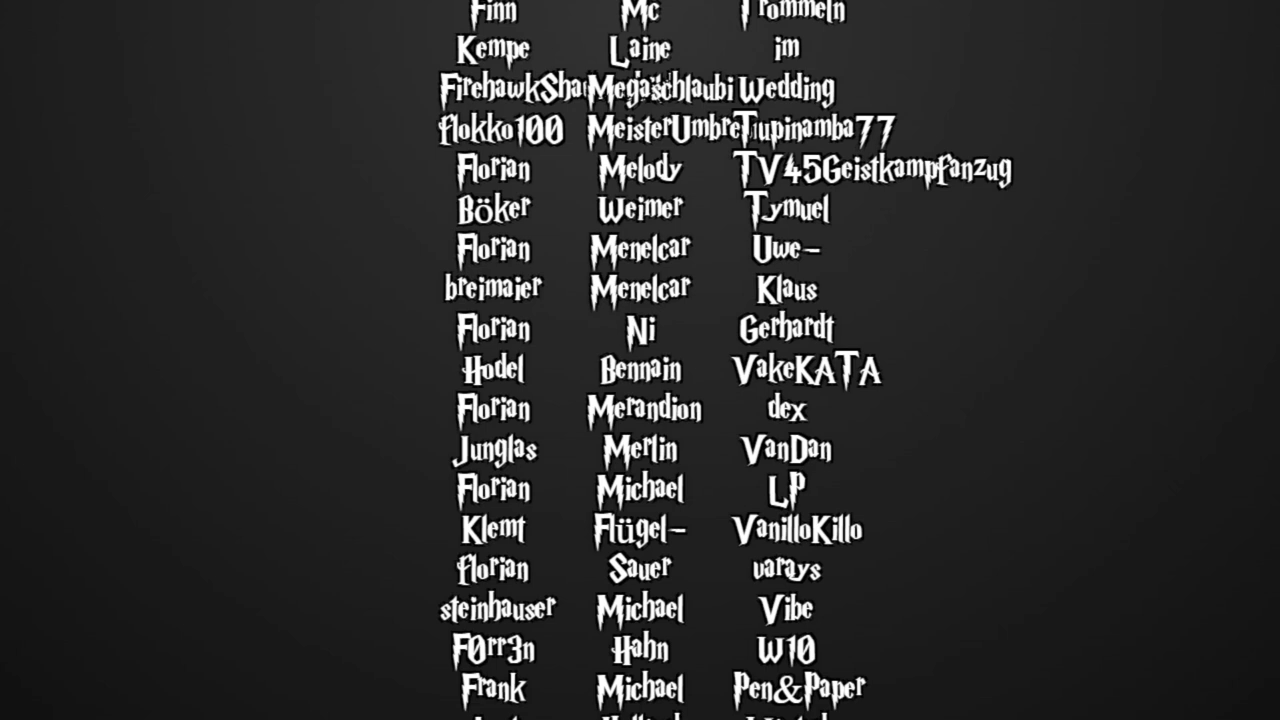 Finn Mc Trommeln
Kempe Laine im
Megaschlaubi Wedding
flokko100 Tupinamba77
Florian Melody TV45Geistkampfanzug
Böker Weimer Tymuel
Florian Menelcar Uwe-
breimaier Menelcar Klaus
Florian Ni Gerhardt
Hodel Bennain VakeKATA
Florian Merandion dex
Junglas Merlin VanDan
Florian Michael LP
Klemt Flügel- VanilloKillo
florian Sauer varays
steinhauser Michael Vibe
F0rr3n Hahn W10
Frank Michael Pen&Paper